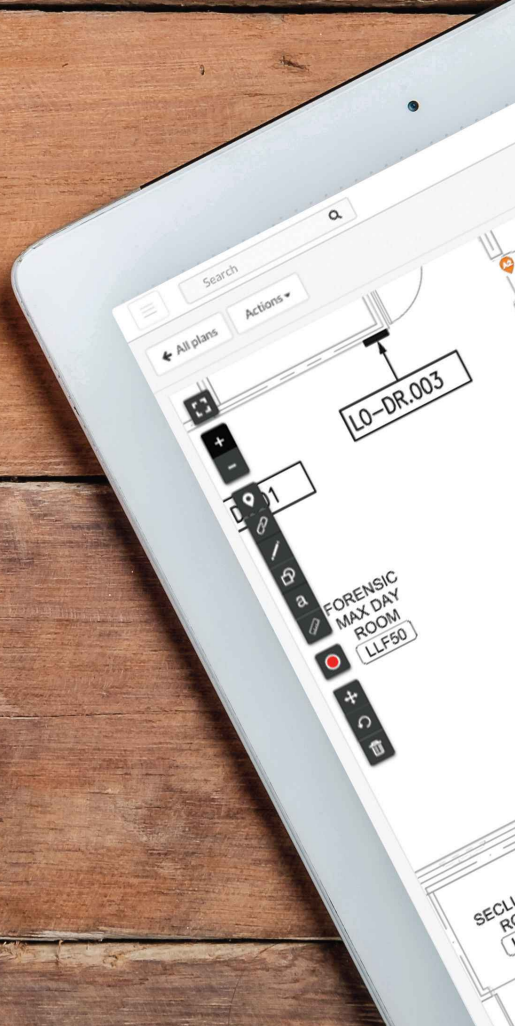 Search
All plans
Actions
LO-DR.003
FORENSIC
MAX DAY
ROOM
LLF50
a